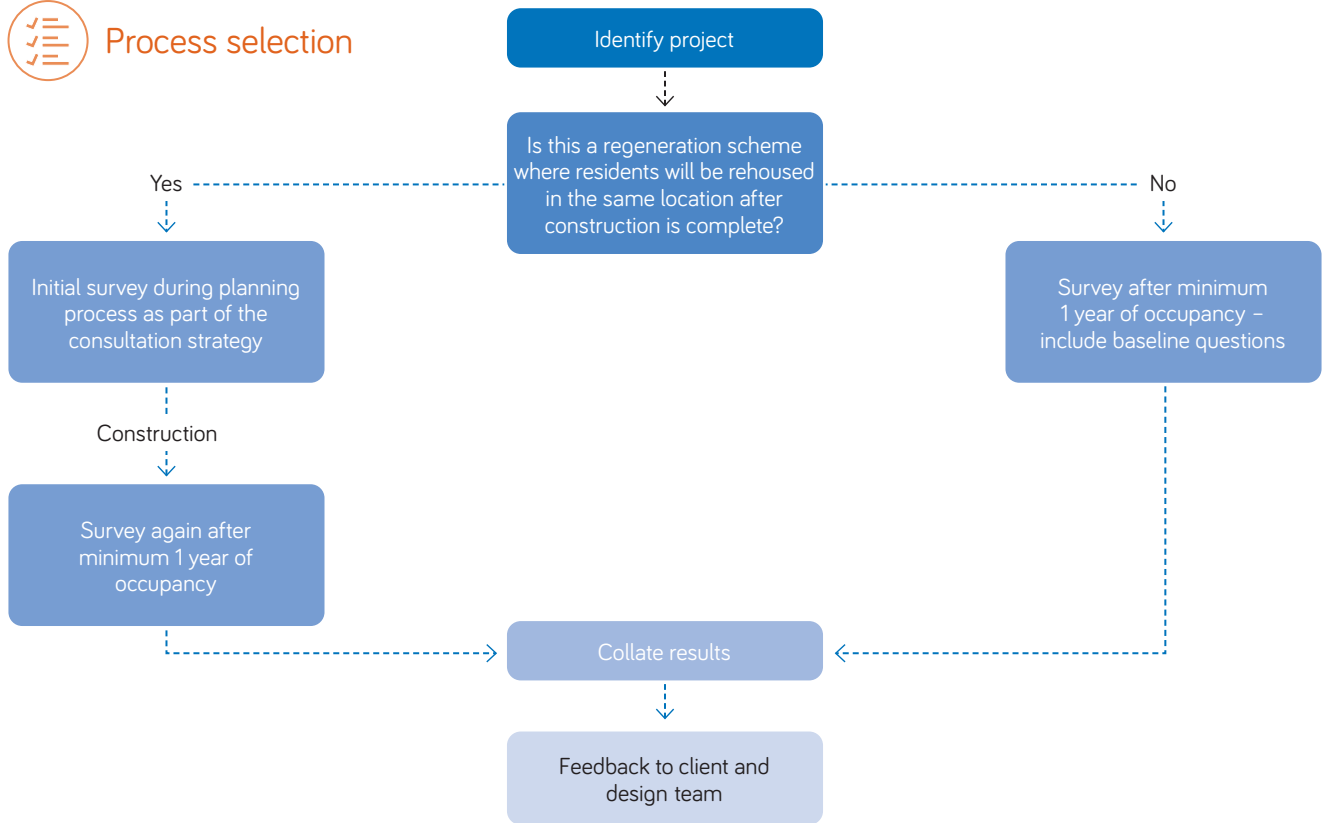 Process selection
Identify project
Is this a regeneration scheme
where residents will be rehoused
in the same location after
construction is complete?
Yes
No
Initial survey during planning
process as part of the
consultation strategy
Survey after minimum
1 year of occupancy –
include baseline questions
Construction
Survey again after
minimum 1 year of
occupancy
Collate results
Feedback to client and
design team